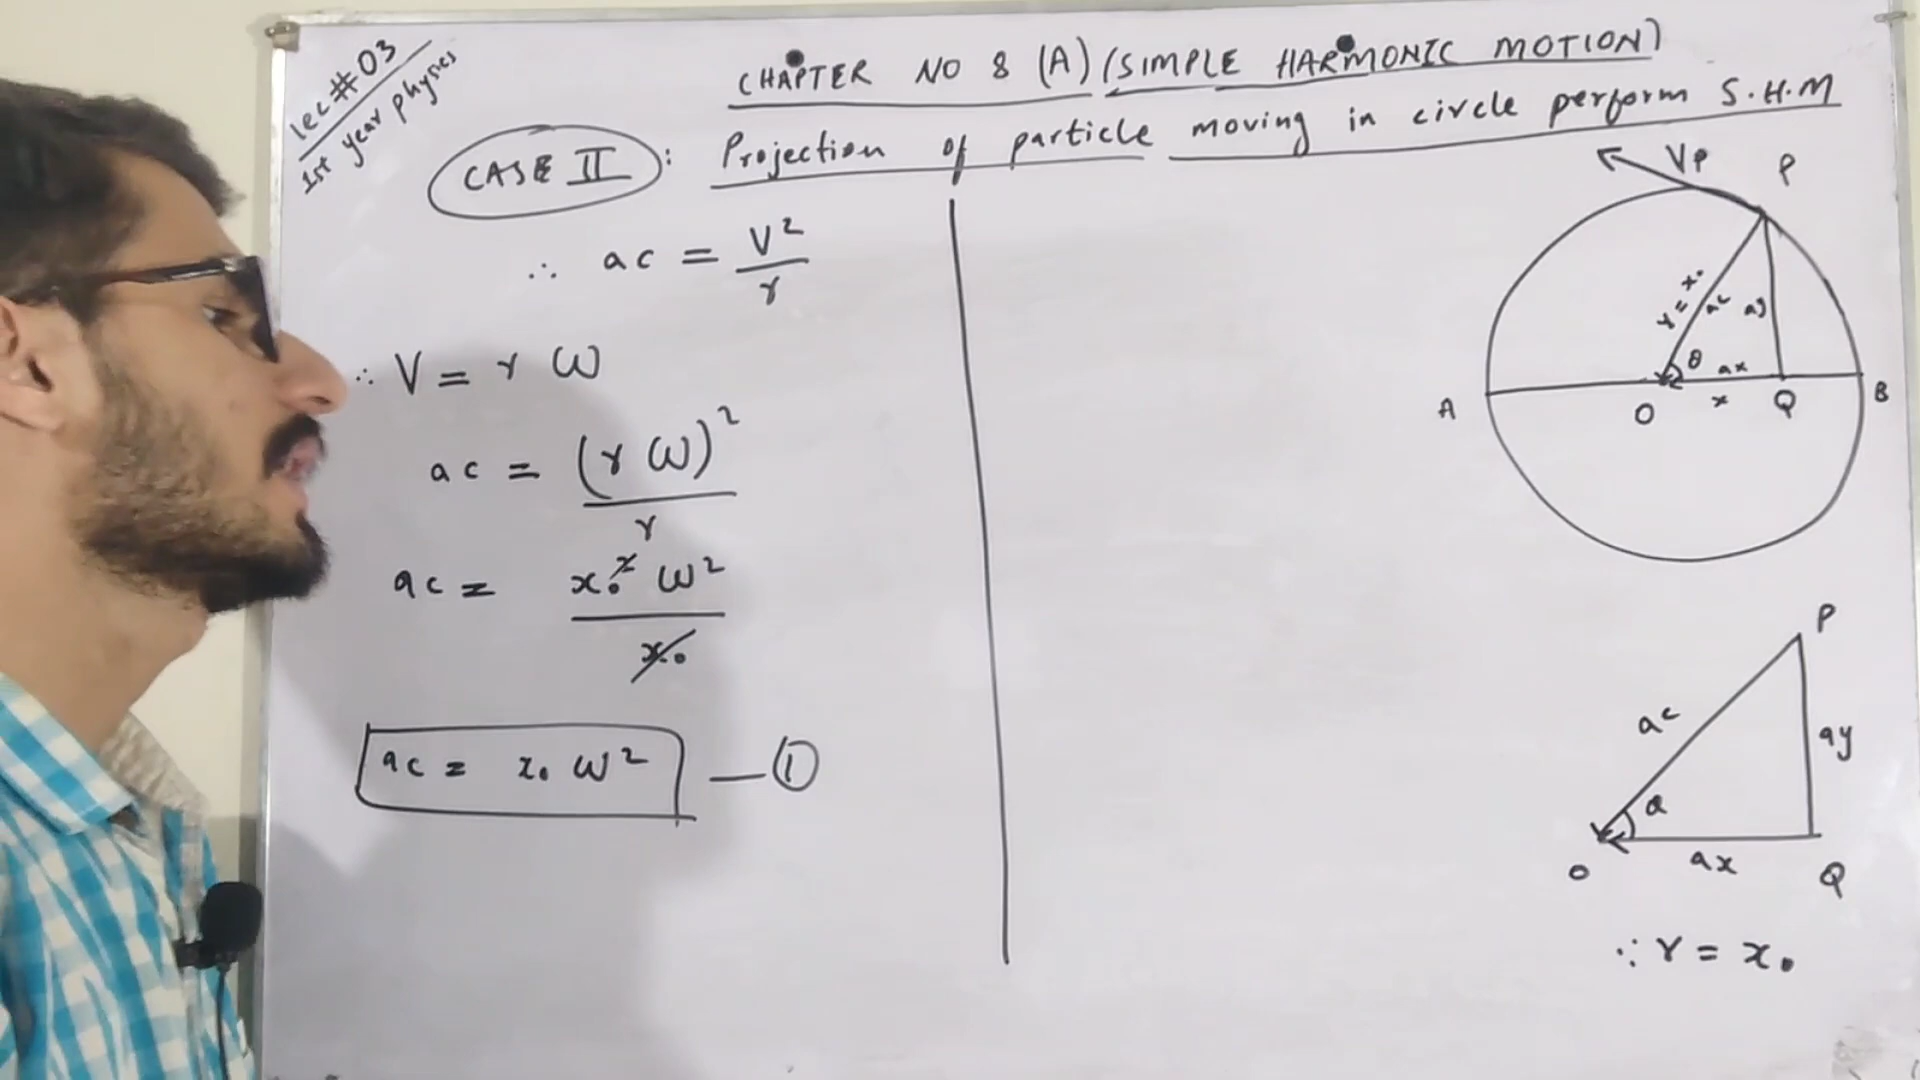 Lec#03
1st year physics
CHAPTER NO 8 (A) (SIMPLE HARMONIC MOTION)
CASE II : Projection of particle moving in circle perform S.H.M
∴ ac = V²/r
∴ V = r ω
ac = (r ω)²/r
ac = x₀² ω²/x₀
ac = x₀ ω² — ①
VP P
r = x₀
ac ay
θ ax
A O x Q B
P
ac ay
θ
O ax Q
∵ r = x₀